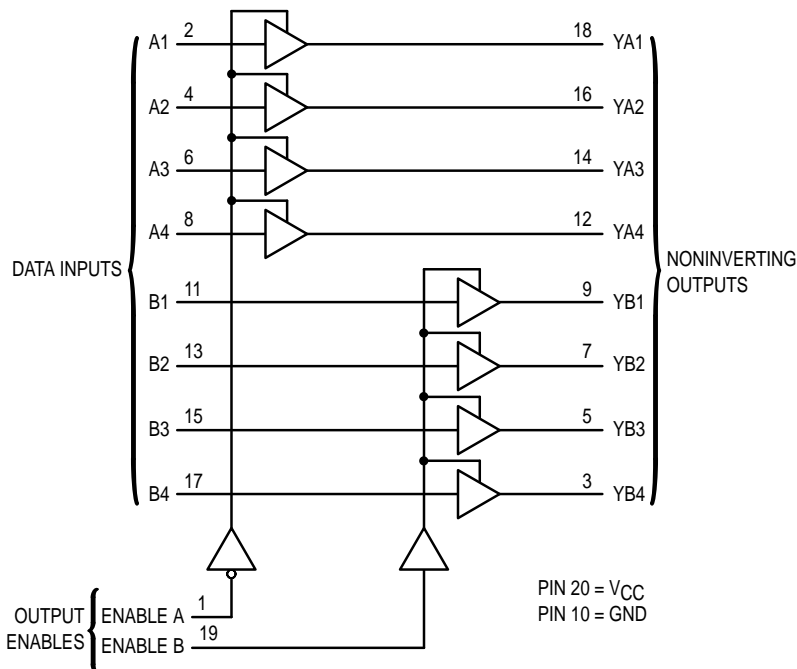 A1 2 18 YA1
A2 4 16 YA2
A3 6 14 YA3
A4 8 12 YA4
DATA INPUTS
NONINVERTING
OUTPUTS
B1 11 9 YB1
B2 13 7 YB2
B3 15 5 YB3
B4 17 3 YB4
OUTPUT
ENABLES
ENABLE A 1
ENABLE B 19
PIN 20 = VCC
PIN 10 = GND